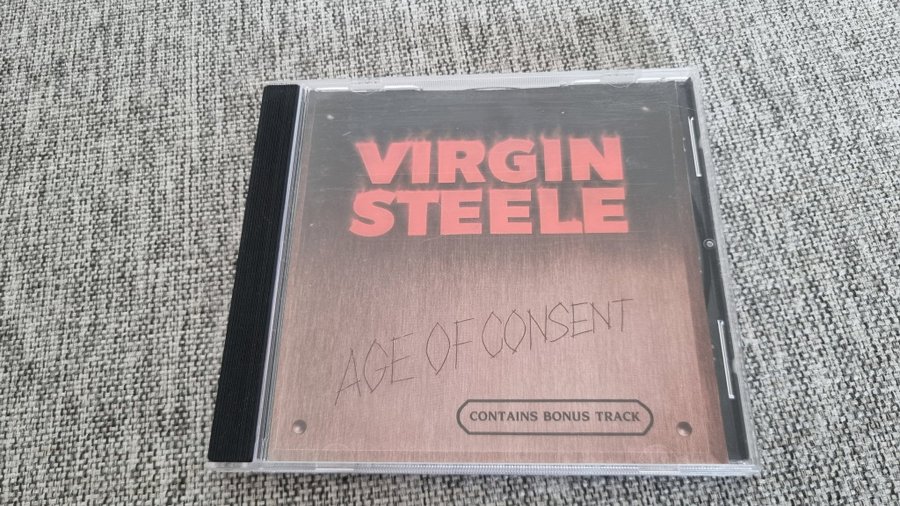 VIRGIN
STEELE
AGE OF CONSENT
CONTAINS BONUS TRACK